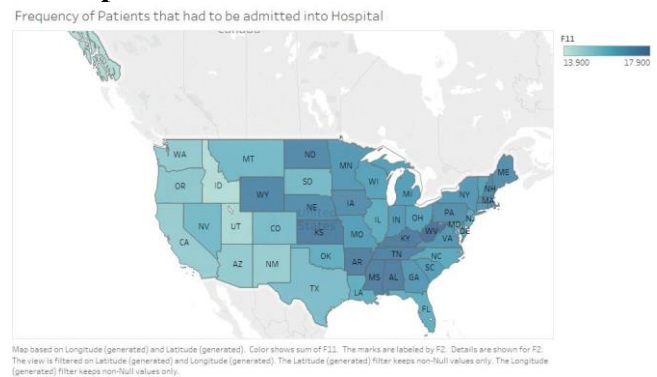 Frequency of Patients that had to be admitted into Hospital
F11
13.900 17.900
Canada
WA MT ND MN ME
OR ID WY SD WI MI NY NH
MA
NV UT CO NE IA IL IN OH PA NJ
CA KS MO KY WV VA MD DE
United
States
AZ NM OK AR TN NC
SC
TX LA MS AL GA
FL
Map based on Longitude (generated) and Latitude (generated). Color shows sum of F11. The marks are labeled by F2. Details are shown for F2.
The view is filtered on Latitude (generated) and Longitude (generated). The Latitude (generated) filter keeps non-Null values only. The Longitude
(generated) filter keeps non-Null values only.